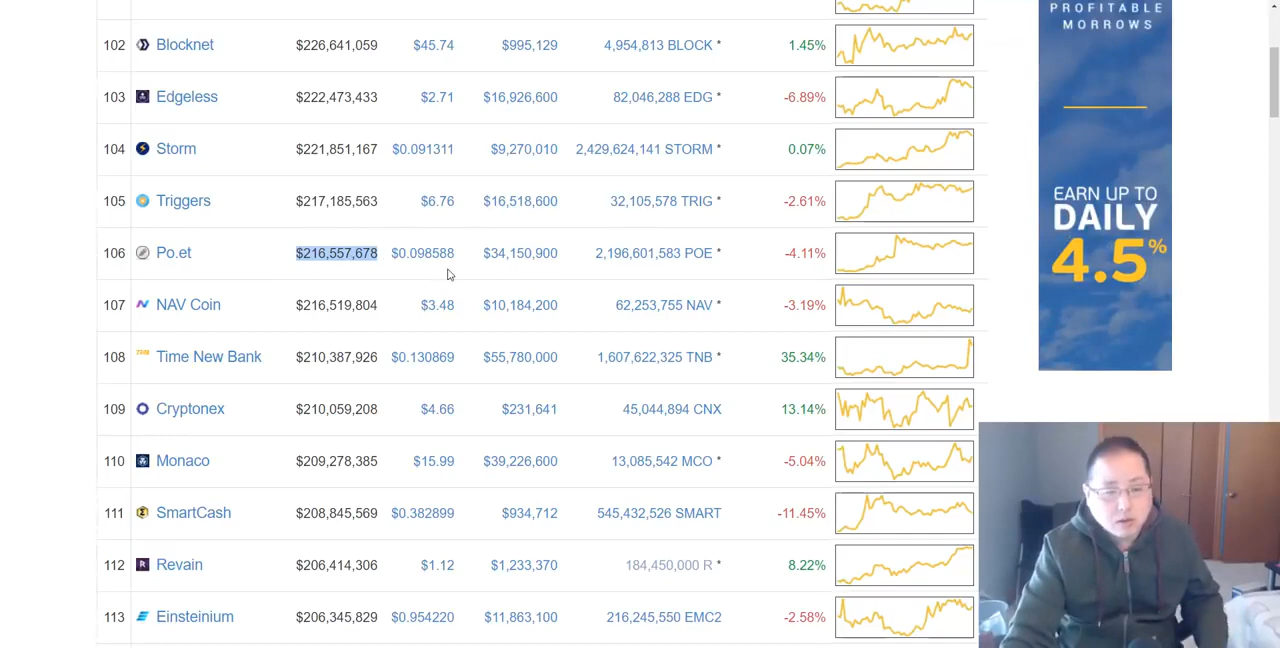 PROFITABLE
MORROWS
102 Blocknet $226,641,059 $45.74 $995,129 4,954,813 BLOCK * 1.45%
103 Edgeless $222,473,433 $2.71 $16,926,600 82,046,288 EDG * -6.89%
104 Storm $221,851,167 $0.091311 $9,270,010 2,429,624,141 STORM * 0.07%
105 Triggers $217,185,563 $6.76 $16,518,600 32,105,578 TRIG * -2.61%
EARN UP TO
DAILY
4.5%
106 Po.et $216,557,678 $0.098588 $34,150,900 2,196,601,583 POE * -4.11%
107 NAV Coin $216,519,804 $3.48 $10,184,200 62,253,755 NAV * -3.19%
108 Time New Bank $210,387,926 $0.130869 $55,780,000 1,607,622,325 TNB * 35.34%
109 Cryptonex $210,059,208 $4.66 $231,641 45,044,894 CNX 13.14%
110 Monaco $209,278,385 $15.99 $39,226,600 13,085,542 MCO * -5.04%
111 SmartCash $208,845,569 $0.382899 $934,712 545,432,526 SMART -11.45%
112 Revain $206,414,306 $1.12 $1,233,370 184,450,000 R * 8.22%
113 Einsteinium $206,345,829 $0.954220 $11,863,100 216,245,550 EMC2 -2.58%